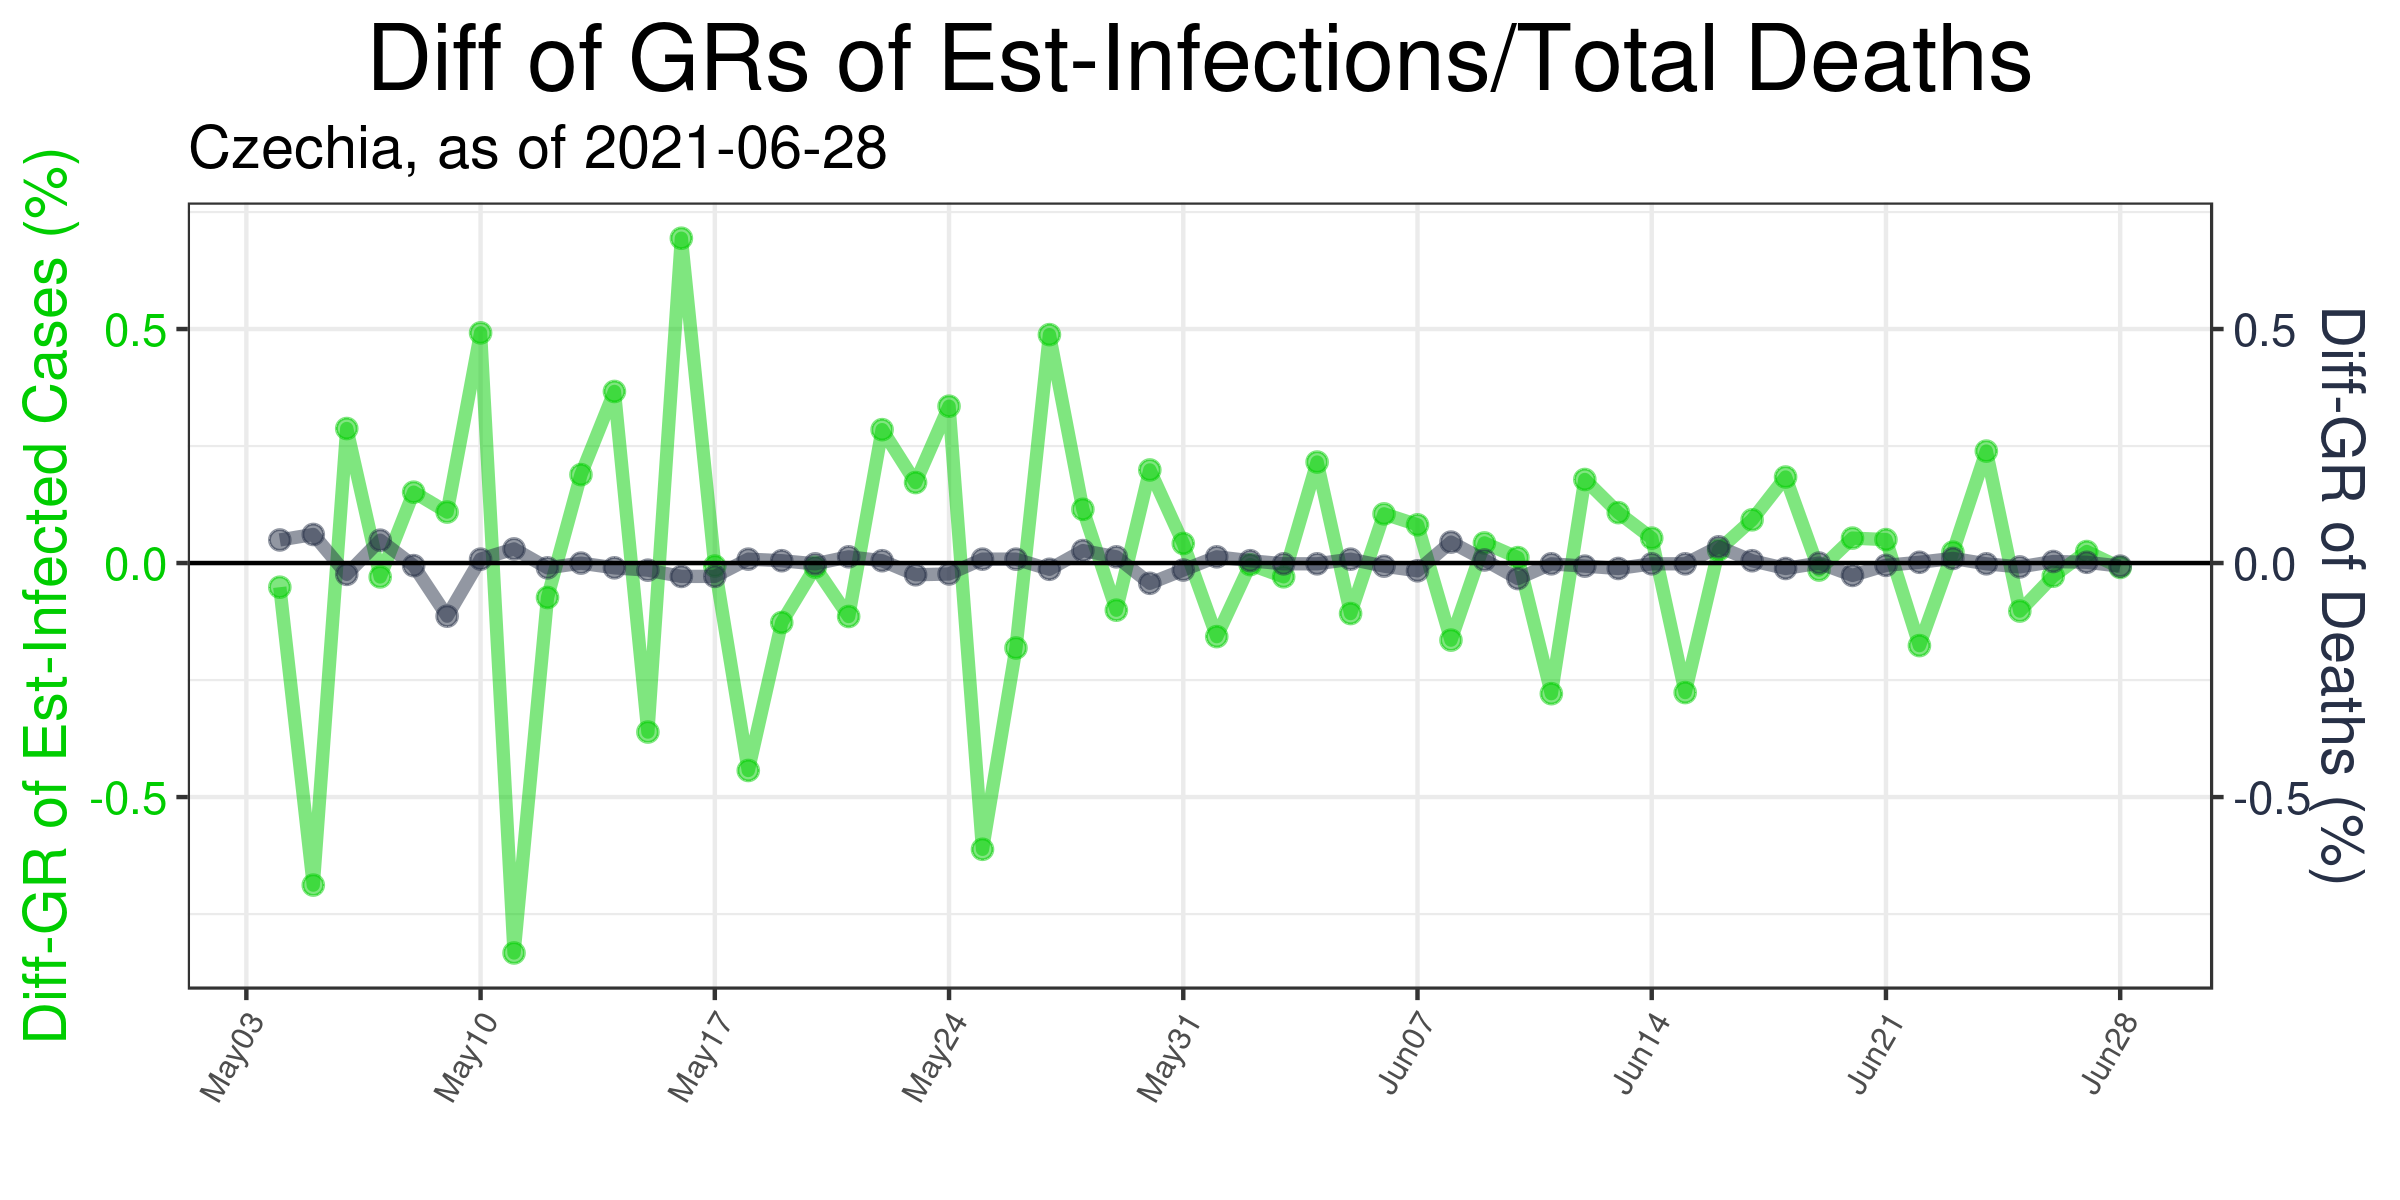 Diff of GRs of Est-Infections/Total Deaths
Czechia, as of 2021-06-28
Diff-GR of Est-Infected Cases (%)
0.5
0.0
-0.5
0.5
0.0
-0.5
Diff-GR of Deaths (%)
May03
May10
May17
May24
May31
Jun07
Jun14
Jun21
Jun28